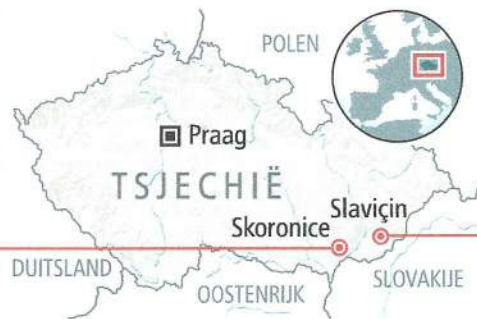 POLEN
Praag
TSJECHIË
Slaviçin
Skoronice
DUITSLAND
OOSTENRIJK
SLOVAKIJE